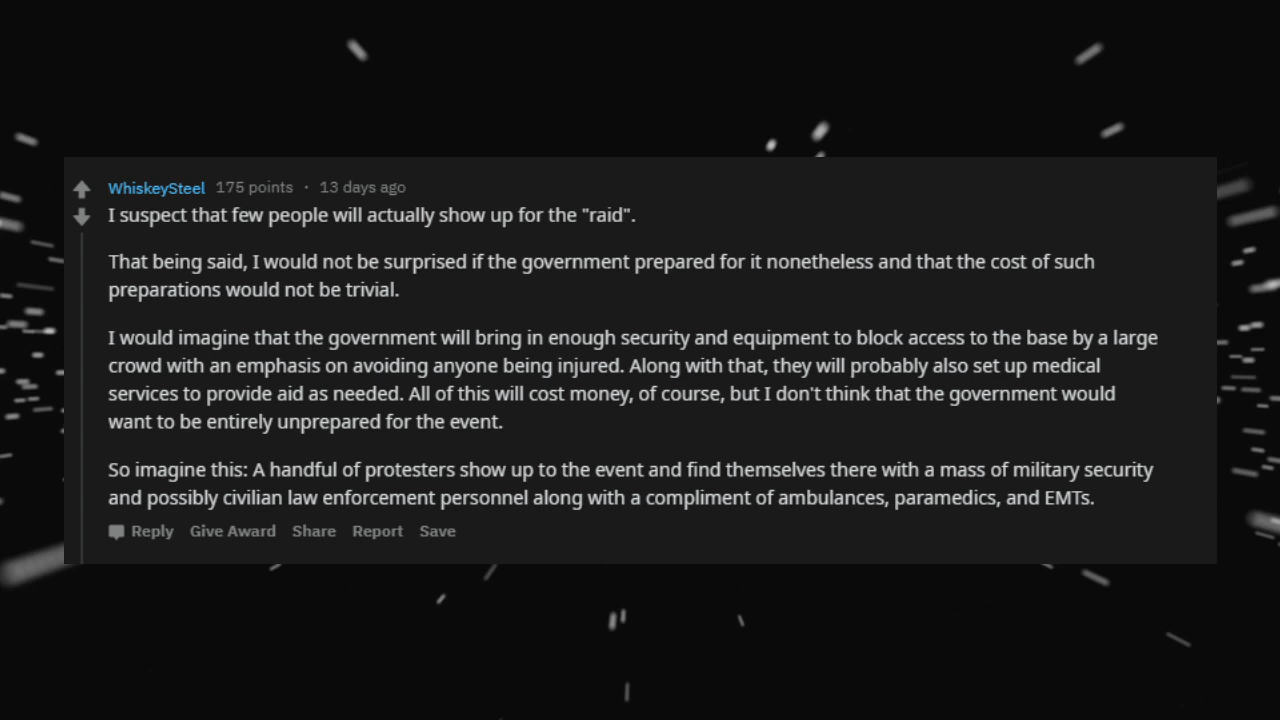 WhiskeySteel 175 points · 13 days ago
I suspect that few people will actually show up for the "raid".
That being said, I would not be surprised if the government prepared for it nonetheless and that the cost of such
preparations would not be trivial.
I would imagine that the government will bring in enough security and equipment to block access to the base by a large
crowd with an emphasis on avoiding anyone being injured. Along with that, they will probably also set up medical
services to provide aid as needed. All of this will cost money, of course, but I don't think that the government would
want to be entirely unprepared for the event.
So imagine this: A handful of protesters show up to the event and find themselves there with a mass of military security
and possibly civilian law enforcement personnel along with a compliment of ambulances, paramedics, and EMTs.
Reply Give Award Share Report Save